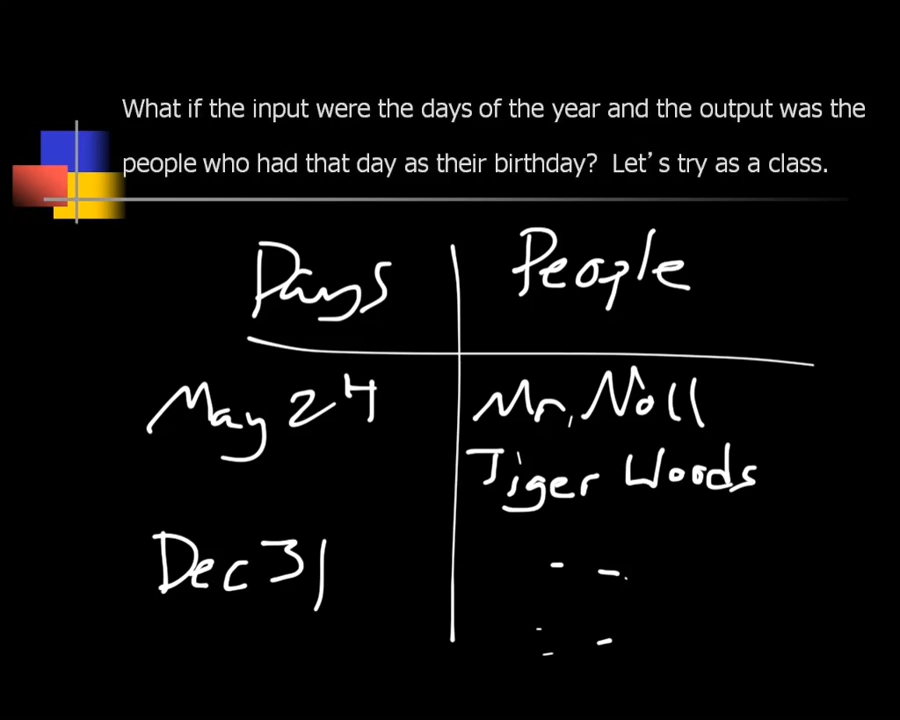 What if the input were the days of the year and the output was the
people who had that day as their birthday? Let's try as a class.
Days People
May 24 Mr. Noll
Tiger Woods
Dec 31